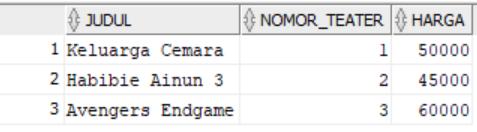 JUDUL NOMOR_TEATER HARGA
1 Keluarga Cemara 1 50000
2 Habibie Ainun 3 2 45000
3 Avengers Endgame 3 60000